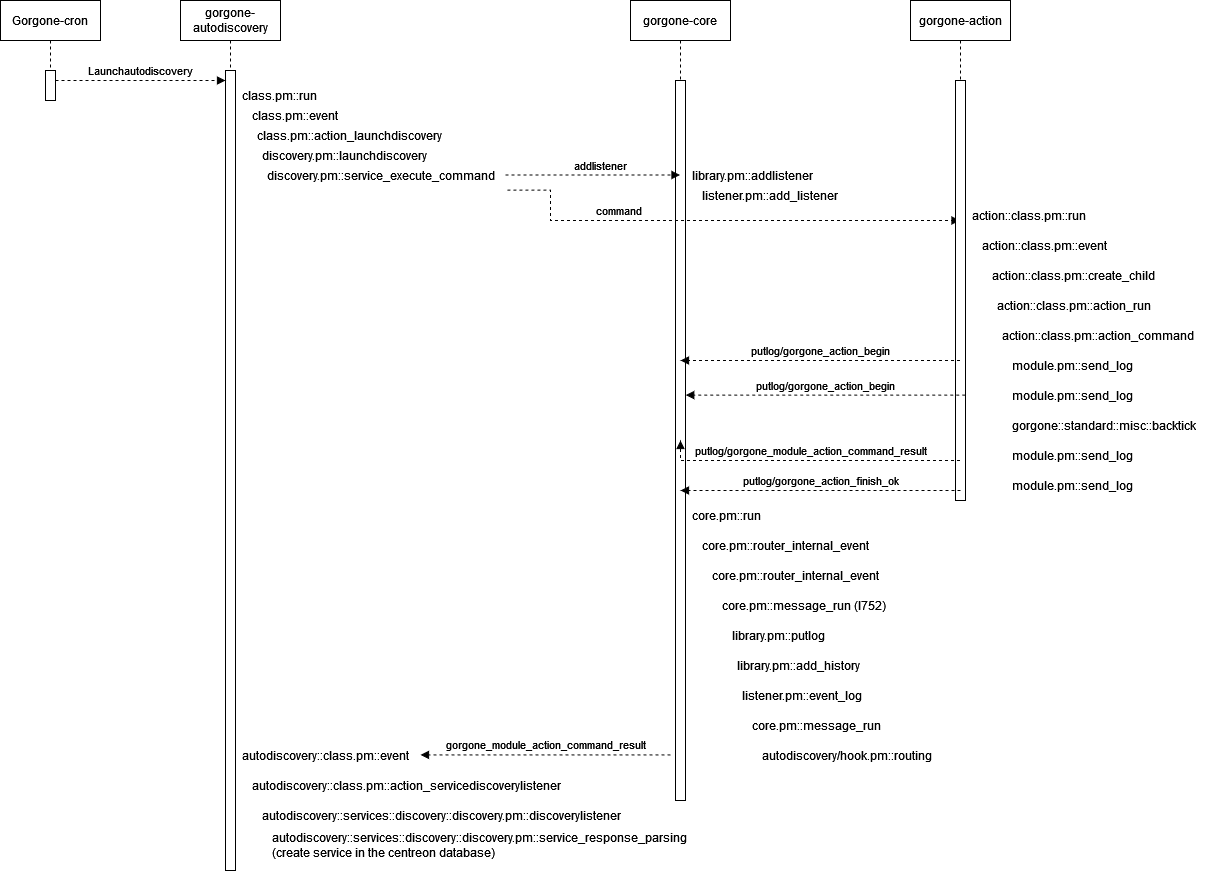 Gorgone-cron
gorgone-
autodiscovery
gorgone-core
gorgone-action
Launchautodiscovery
class.pm::run
class.pm::event
class.pm::action_launchdiscovery
discovery.pm::launchdiscovery
discovery.pm::service_execute_command
addlistener
library.pm::addlistener
listener.pm::add_listener
command
action::class.pm::run
action::class.pm::event
action::class.pm::create_child
action::class.pm::action_run
action::class.pm::action_command
putlog/gorgone_action_begin
module.pm::send_log
putlog/gorgone_action_begin
module.pm::send_log
gorgone::standard::misc::backtick
putlog/gorgone_module_action_command_result
module.pm::send_log
putlog/gorgone_action_finish_ok
module.pm::send_log
core.pm::run
core.pm::router_internal_event
core.pm::router_internal_event
core.pm::message_run (l752)
library.pm::putlog
library.pm::add_history
listener.pm::event_log
core.pm::message_run
gorgone_module_action_command_result
autodiscovery::class.pm::event
autodiscovery/hook.pm::routing
autodiscovery::class.pm::action_servicediscoverylistener
autodiscovery::services::discovery::discovery.pm::discoverylistener
autodiscovery::services::discovery::discovery.pm::service_response_parsing
(create service in the centreon database)